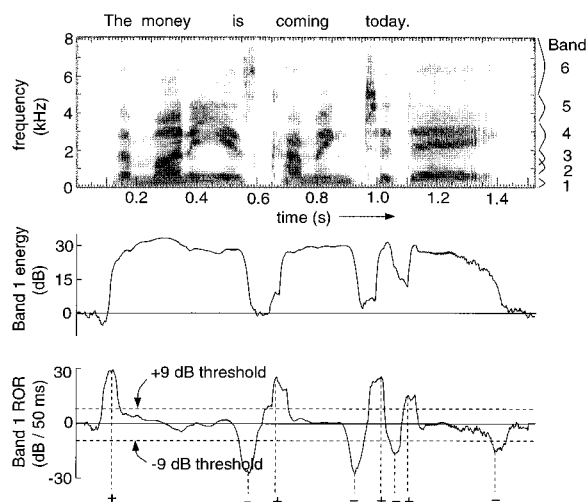 The money is coming today.
Band
8
6
4
2
0
frequency (kHz)
6
5
4
3
2
1
0
0.2
0.4
0.6
0.8
1.0
1.2
1.4
time (s)
Band 1 energy (dB)
30
15
0
Band 1 ROR (dB / 50 ms)
30
0
-30
+9 dB threshold
-9 dB threshold
+ - + - + - + -